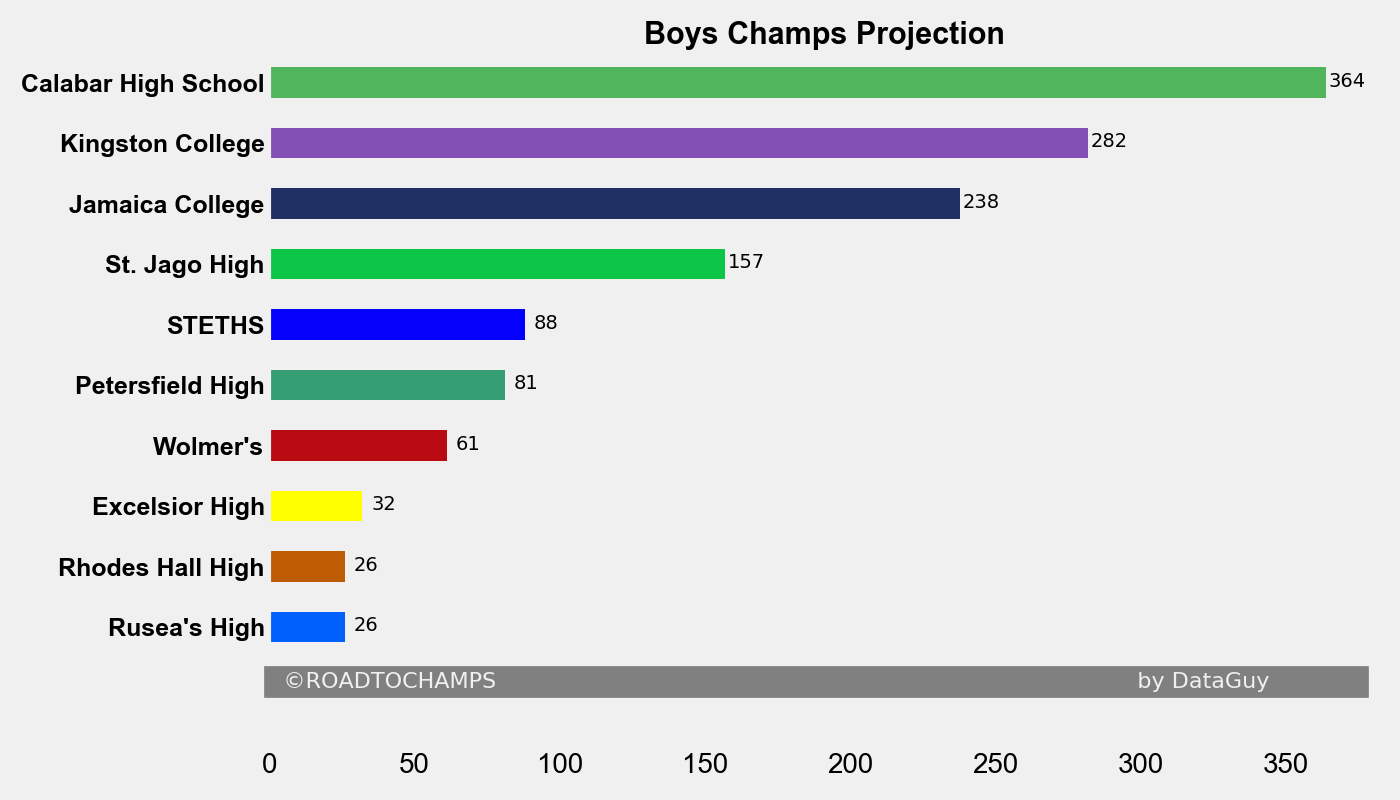 Boys Champs Projection
Calabar High School 364
Kingston College 282
Jamaica College 238
St. Jago High 157
STETHS 88
Petersfield High 81
Wolmer's 61
Excelsior High 32
Rhodes Hall High 26
Rusea's High 26
©ROADTOCHAMPS by DataGuy
0 50 100 150 200 250 300 350